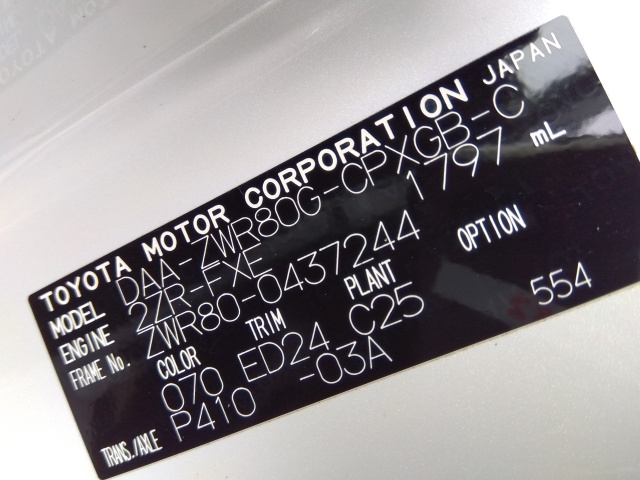 TOYOTA MOTOR CORPORATION JAPAN
MODEL DAA-ZWR80G-CPXGB-C
ENGINE 2ZR-FXE 1797 mL
FRAME No. ZWR80-0437244
COLOR TRIM PLANT OPTION
070 ED24 C25 554
TRANS./AXLE P410 -03A